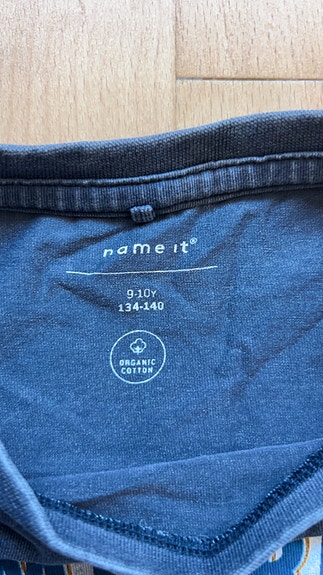 name it®
9-10Y
134-140
ORGANIC
COTTON